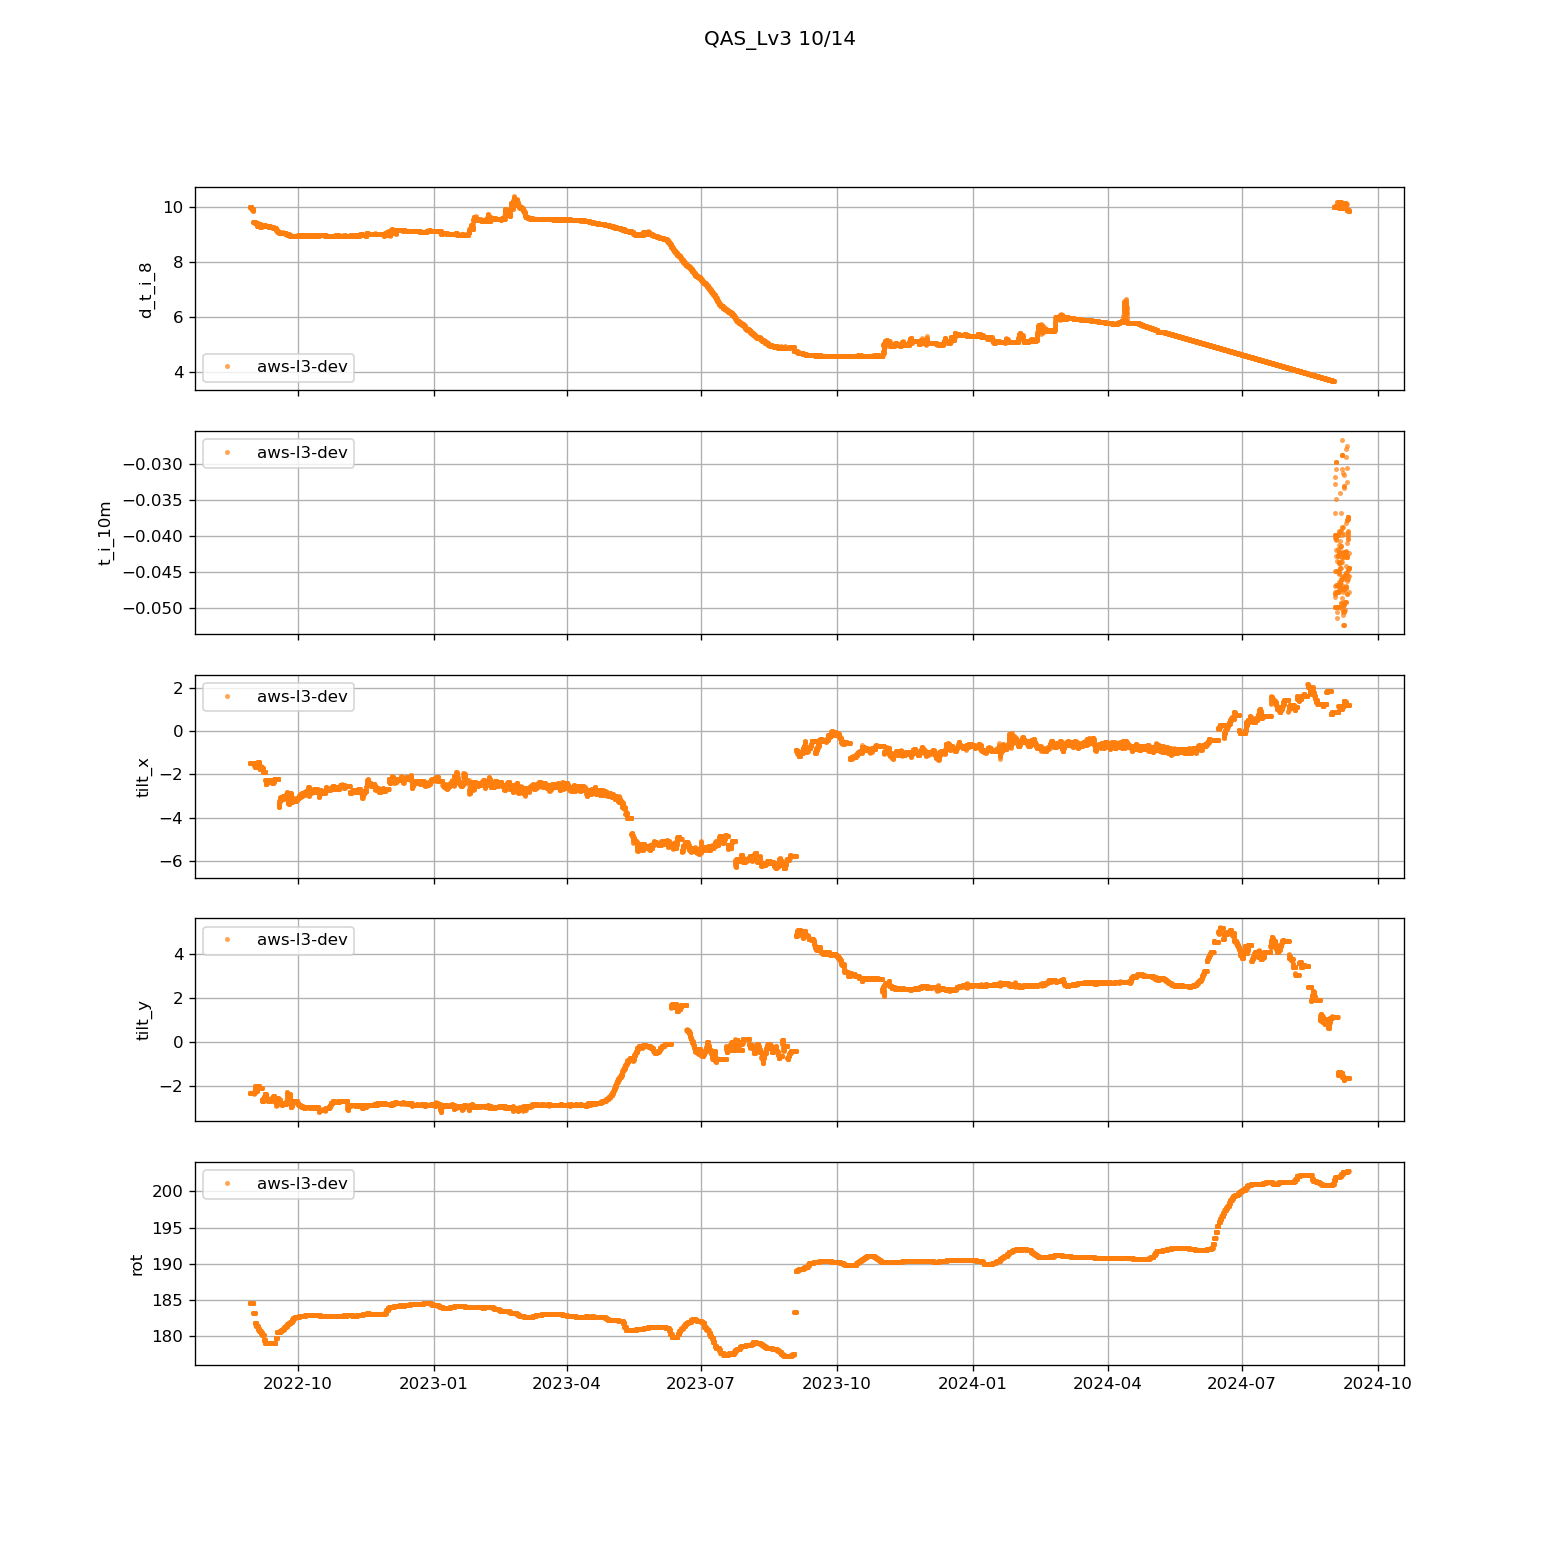 QAS_Lv3 10/14
10
8
6
4
d_t_i_8
aws-l3-dev
−0.030
−0.035
−0.040
−0.045
−0.050
t_i_10m
aws-l3-dev
2
0
−2
−4
−6
tilt_x
aws-l3-dev
4
2
0
−2
tilt_y
aws-l3-dev
200
195
190
185
180
rot
aws-l3-dev
2022-10 2023-01 2023-04 2023-07 2023-10 2024-01 2024-04 2024-07 2024-10